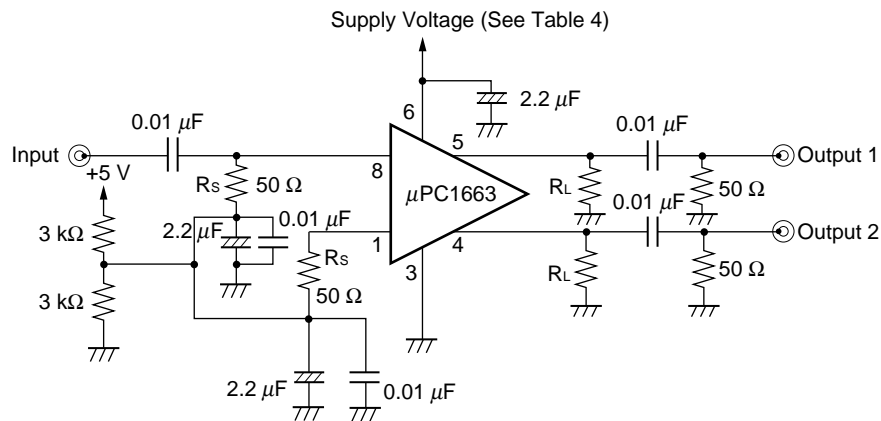 Supply Voltage (See Table 4)
2.2 µF
6
0.01 µF
5
0.01 µF
Input
8
Output 1
+5 V
RS
50 Ω
µPC1663
RL
50 Ω
0.01 µF
3 kΩ
2.2 µF
0.01 µF
1
4
Output 2
RS
3
RL
50 Ω
3 kΩ
50 Ω
2.2 µF
0.01 µF